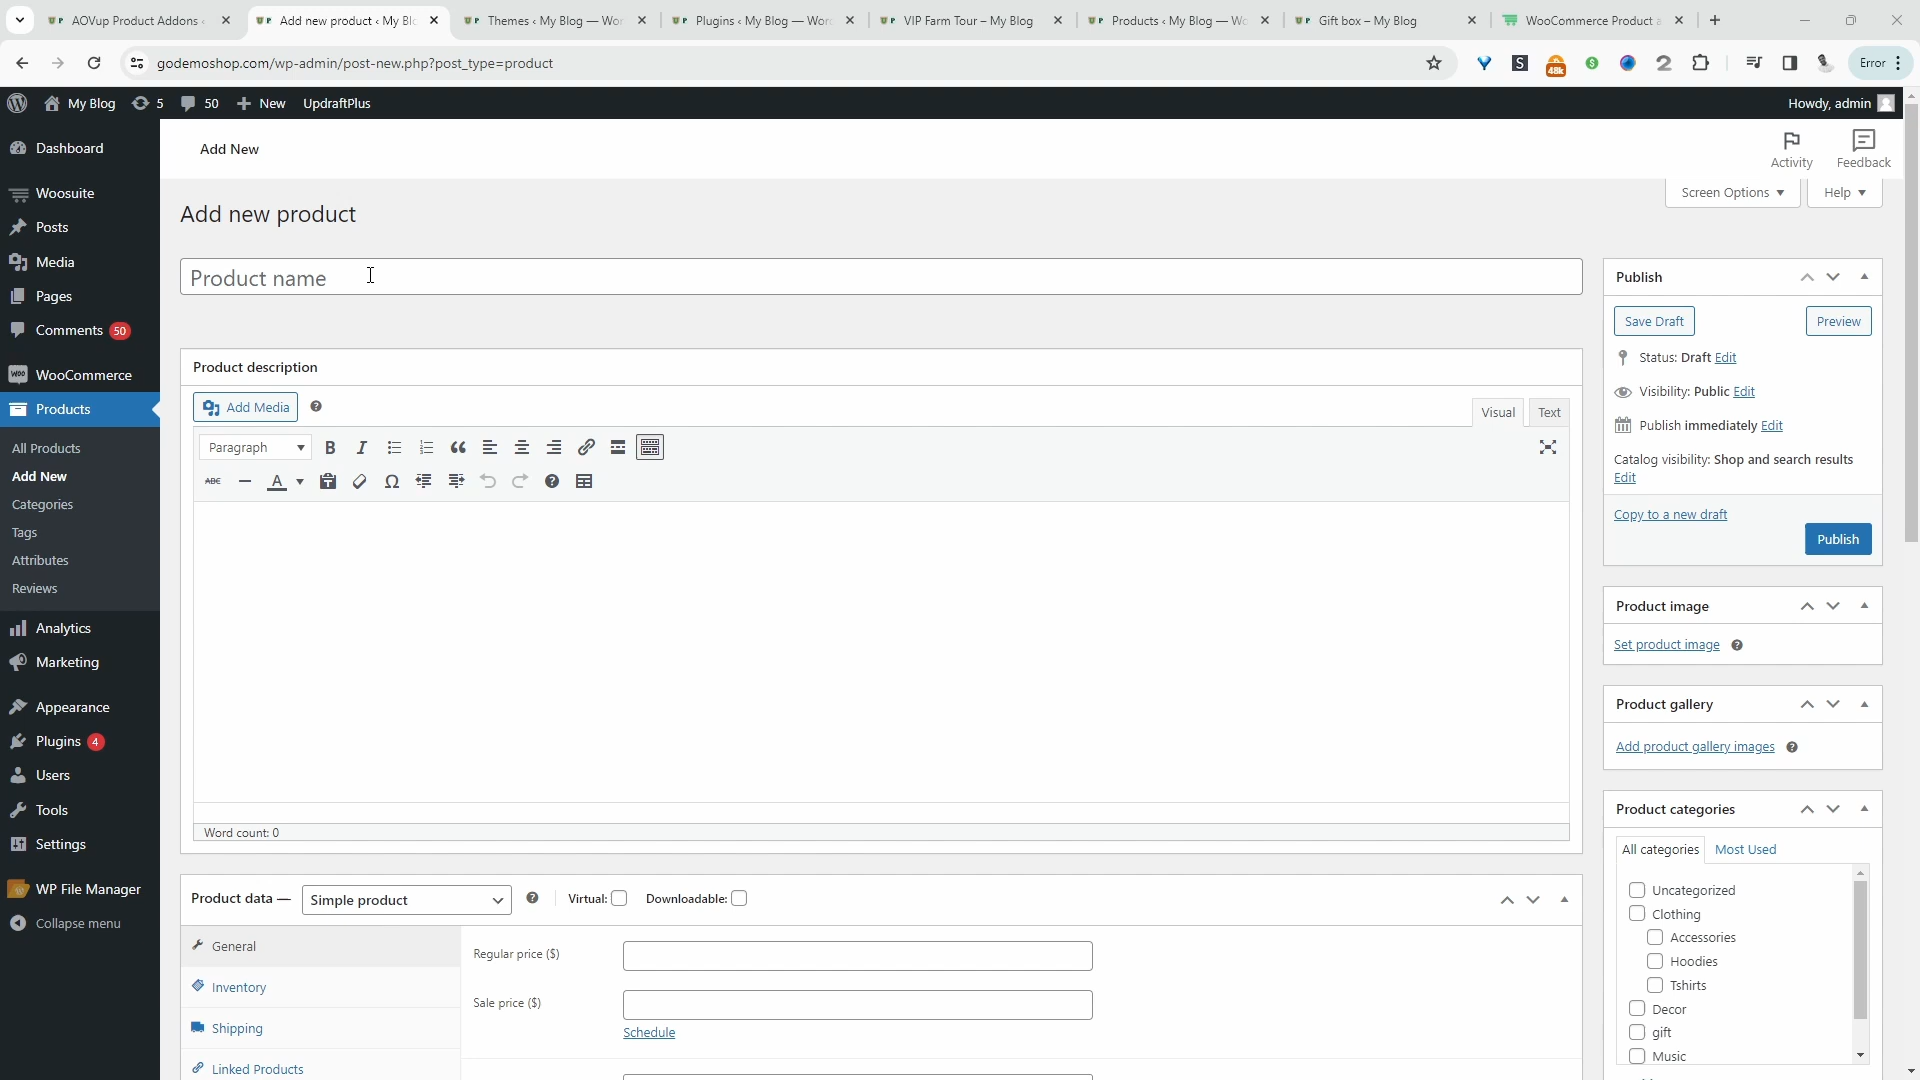 AOVup Product Addons ‹
Add new product ‹ My Blo
Themes ‹ My Blog — Wor
Plugins ‹ My Blog — Word
VIP Farm Tour – My Blog
Products ‹ My Blog — Wo
Gift box – My Blog
WooCommerce Product a
godemoshop.com/wp-admin/post-new.php?post_type=product
S
48k
Error
My Blog
5
50
New
UpdraftPlus
Howdy, admin
Dashboard
Woosuite
Posts
Media
Pages
Comments 50
WooCommerce
Products
All Products
Add New
Categories
Tags
Attributes
Reviews
Analytics
Marketing
Appearance
Plugins 4
Users
Tools
Settings
WP File Manager
Collapse menu
Add New
Activity
Feedback
Screen Options
Help
Add new product
Product name
Product description
Add Media
Visual
Text
Paragraph
B
I
ABC
A
Ω
Word count: 0
Product data —
Simple product
Virtual:
Downloadable:
General
Inventory
Shipping
Linked Products
Regular price ($)
Sale price ($)
Schedule
Publish
Save Draft
Preview
Status: Draft Edit
Visibility: Public Edit
Publish immediately Edit
Catalog visibility: Shop and search results
Edit
Copy to a new draft
Publish
Product image
Set product image
Product gallery
Add product gallery images
Product categories
All categories
Most Used
Uncategorized
Clothing
Accessories
Hoodies
Tshirts
Decor
gift
Music